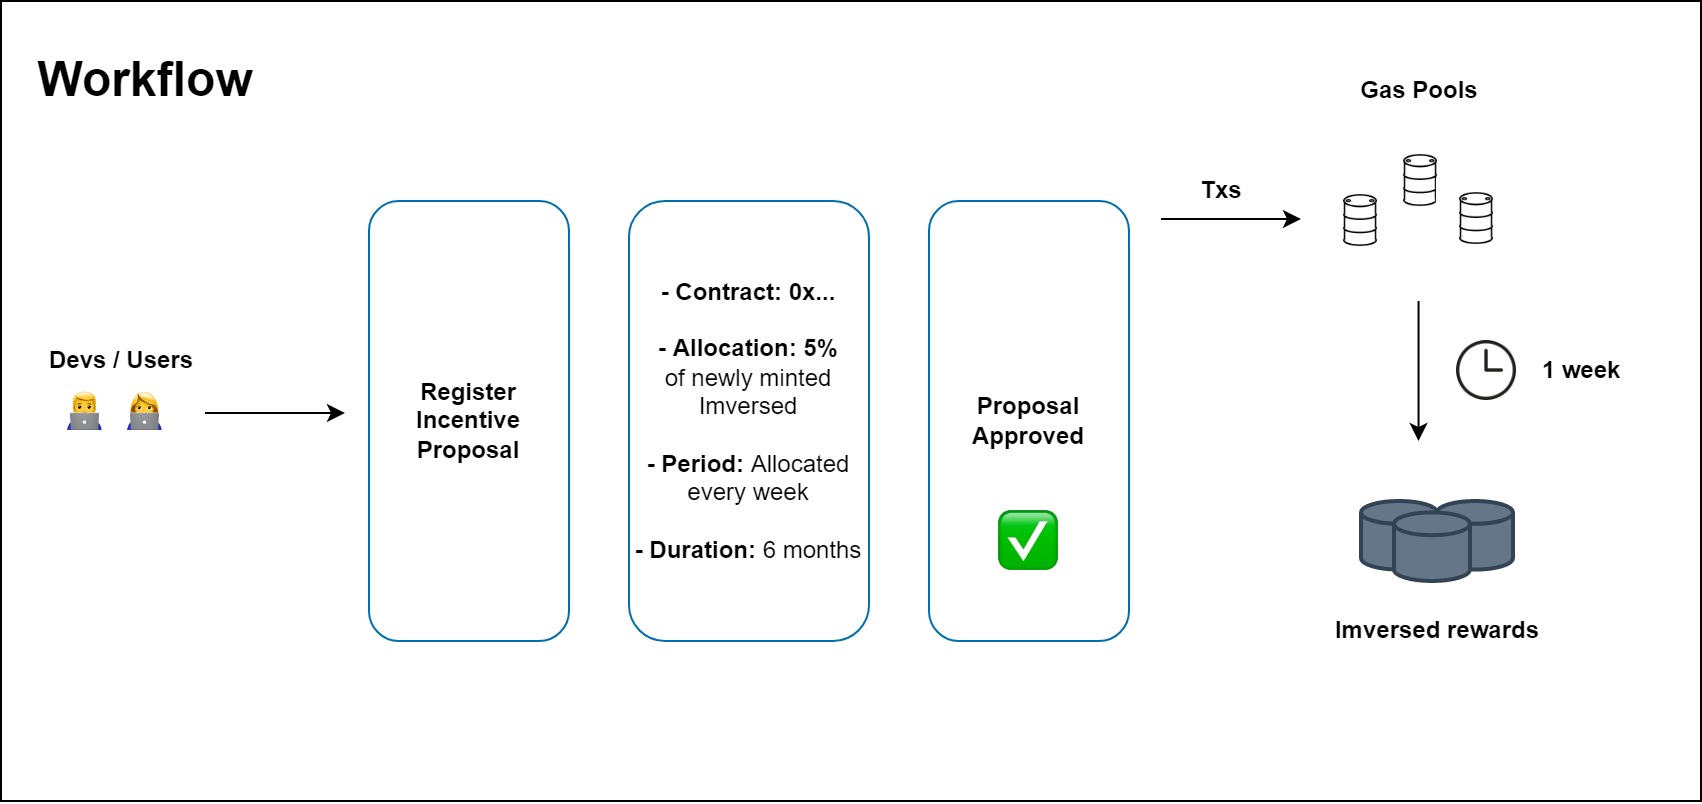 Workflow
Devs / Users
Register
Incentive
Proposal
- Contract: 0x...
- Allocation: 5%
of newly minted
Imversed
- Period: Allocated
every week
- Duration: 6 months
Proposal
Approved
Txs
Gas Pools
1 week
Imversed rewards